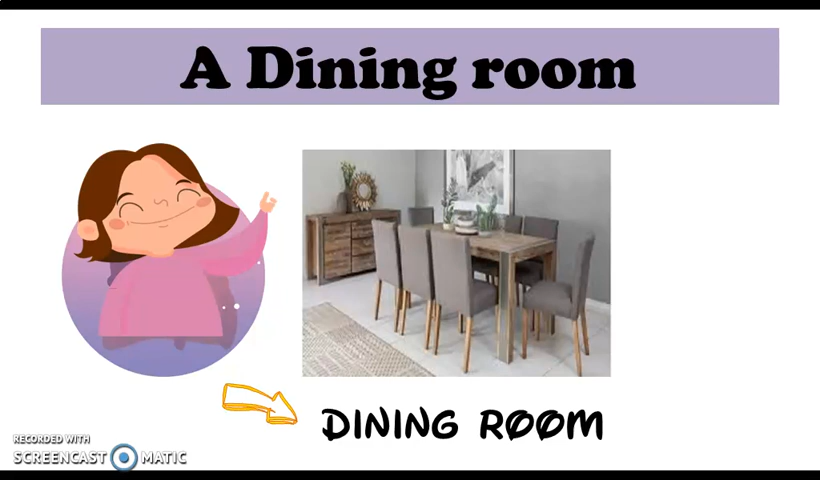 A Dining room
DINING ROOM
RECORDED WITH
SCREENCAST MATIC